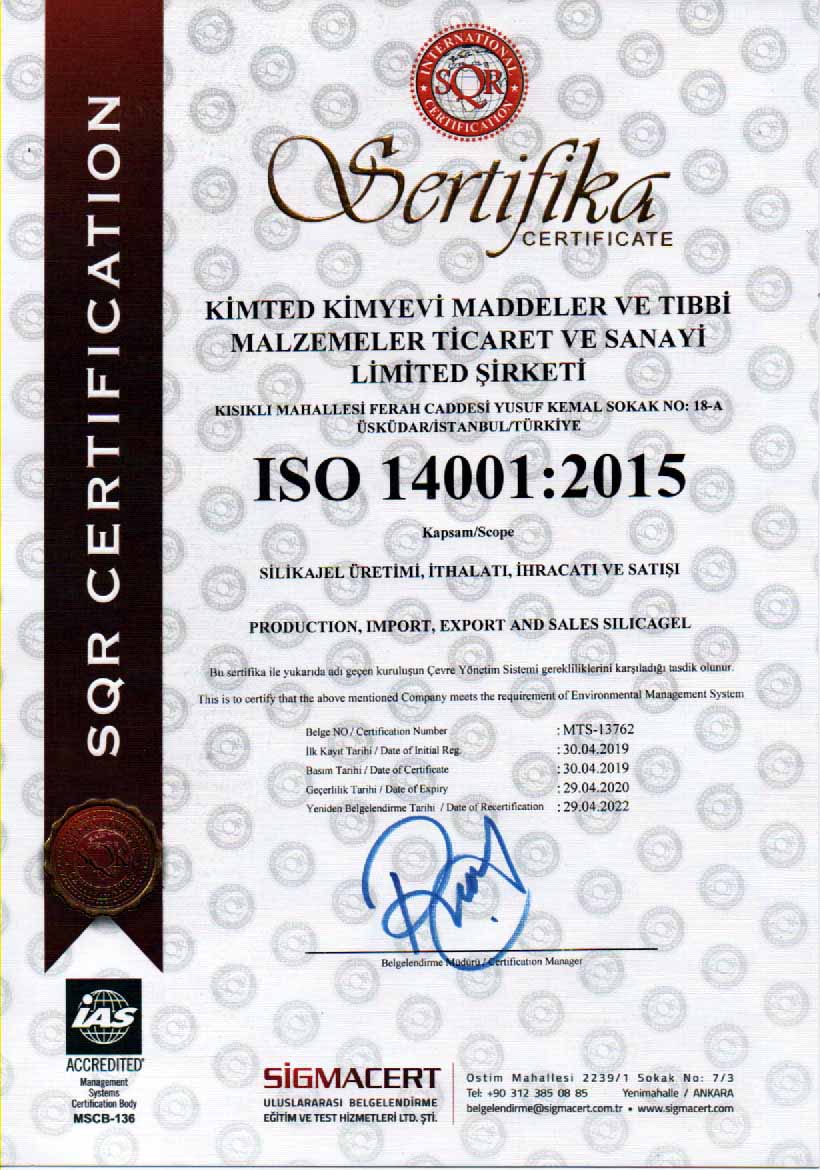 INTERNATIONAL
SQR
CERTIFICATION
Sertifika
CERTIFICATE
SQR CERTIFICATION
KİMTED KİMYEVİ MADDELER VE TIBBİ
MALZEMELER TİCARET VE SANAYİ
LİMİTED ŞİRKETİ
KISIKLI MAHALLESİ FERAH CADDESİ YUSUF KEMAL SOKAK NO: 18-A
ÜSKÜDAR/İSTANBUL/TÜRKİYE
ISO 14001:2015
Kapsam/Scope
SİLİKAJEL ÜRETİMİ, İTHALATI, İHRACATI VE SATIŞI
PRODUCTION, IMPORT, EXPORT AND SALES SILICAGEL
Bu sertifika ile yukarıda adı geçen kuruluşun Çevre Yönetim Sistemi gerekliliklerini karşıladığı tasdik olunur.
This is to certify that the above mentioned Company meets the requirement of Environmental Management System
Belge NO / Certification Number : MTS-13762
İlk Kayıt Tarihi / Date of Initial Reg. : 30.04.2019
Basım Tarihi / Date of Certificate : 30.04.2019
Geçerlilik Tarihi / Date of Expiry : 29.04.2020
Yeniden Belgelendirme Tarihi / Date of Recertification : 29.04.2022
SQR
Belgelendirme Müdürü / Certification Manager
IAS
ACCREDITED
Management
Systems
Certification Body
MSCB-136
SİGMACERT
ULUSLARARASI BELGELENDİRME
EĞİTİM VE TEST HİZMETLERİ LTD. ŞTİ.
Ostim Mahallesi 2239/1 Sokak No: 7/3
Tel: +90 312 385 08 85 Yenimahalle / ANKARA
belgelendirme@sigmacert.com.tr • www.sigmacert.com